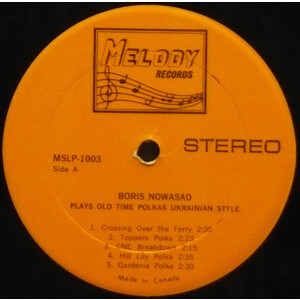 MELODY
RECORDS
STEREO
MSLP-1003
Side A
BORIS NOWASAD
PLAYS OLD TIME POLKAS UKRAINIAN STYLE
1. Crossing Over the Ferry 2:30
2. Toppers Polka 2:23
3. CNE Breakdown 2:15
4. Hill Lily Polka 2:35
5. Gardenia Polka 2:30
Made in Canada